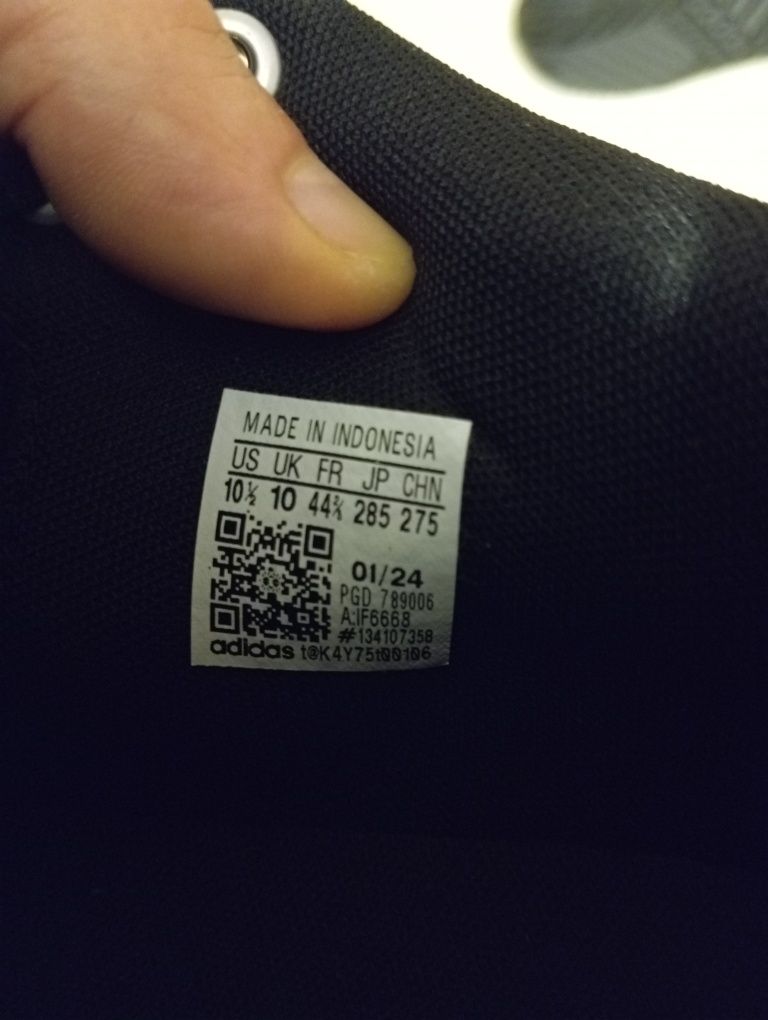 MADE IN INDONESIA
US UK FR JP CHN
10½ 10 44⅔ 285 275
01/24
PGD 789006
A:IF6668
#134107358
adidas t@K4Y75t00106